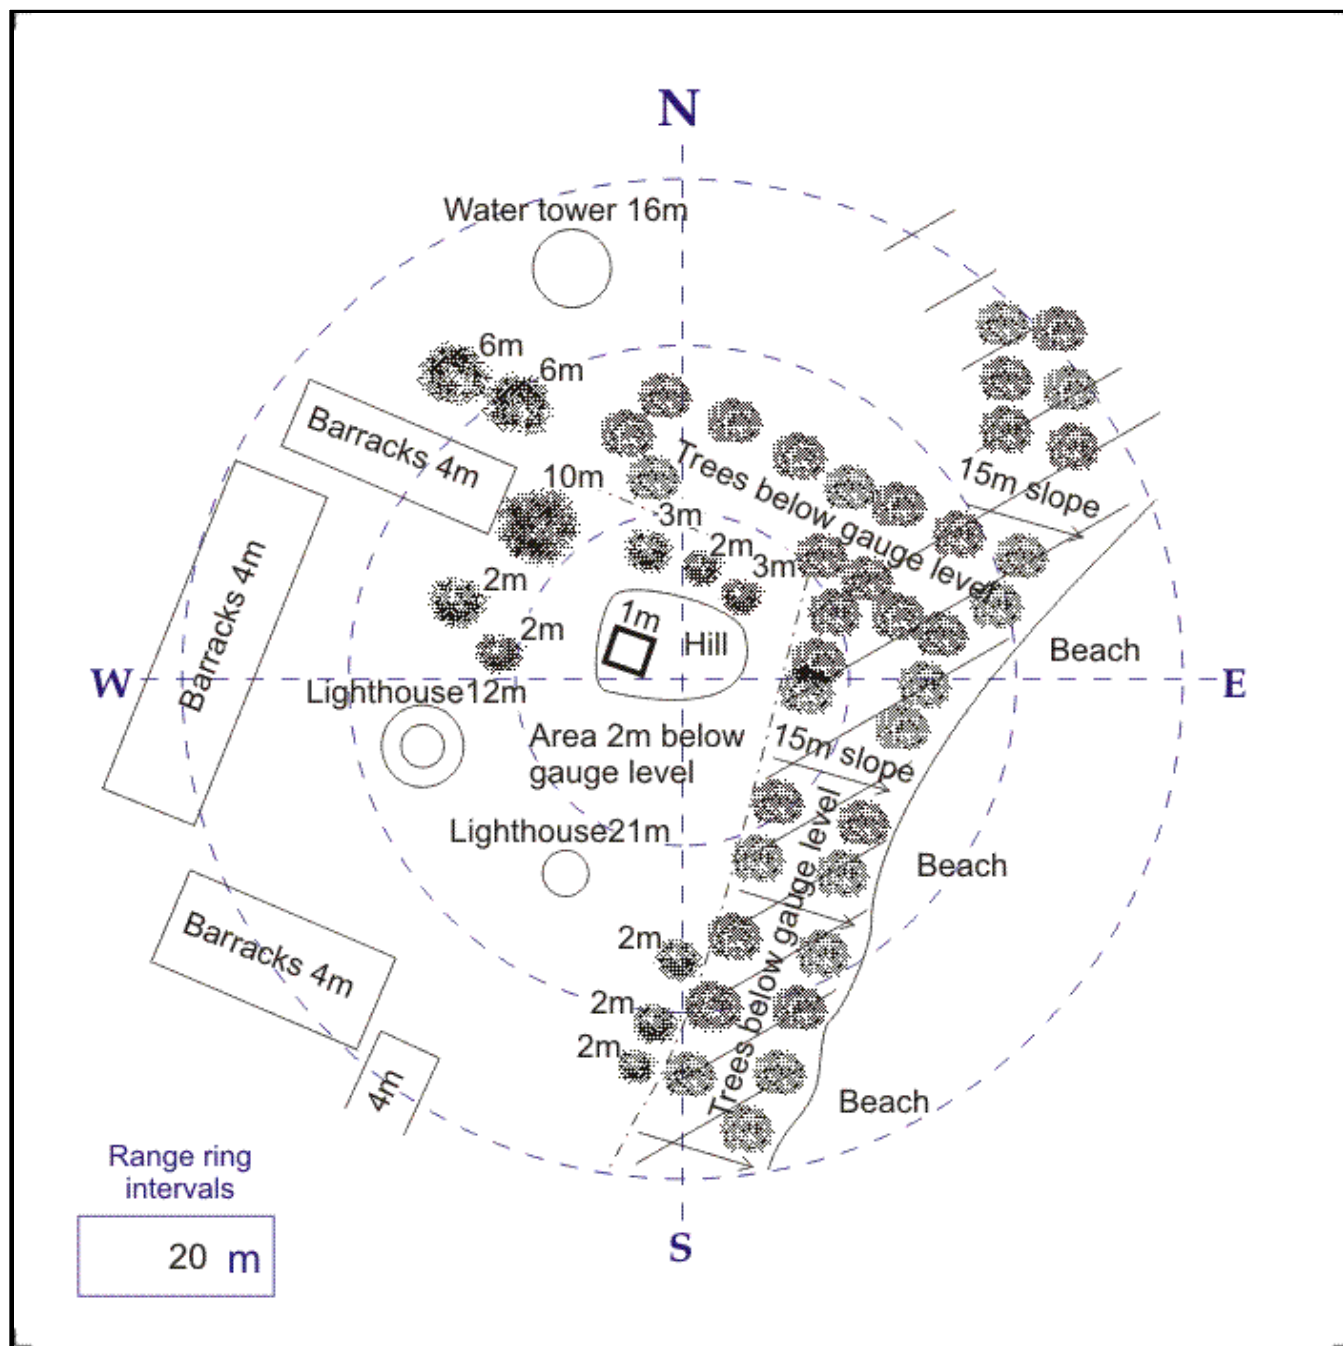 N
Water tower 16m
6m
6m
Barracks 4m
10m
Trees below gauge level
15m slope
3m
2m
3m
Barracks 4m
2m
1m
2m
Hill
Beach
W
E
Lighthouse12m
Area 2m below
gauge level
15m slope
Lighthouse21m
Beach
Barracks 4m
2m
Trees below gauge level
2m
2m
4m
Beach
Range ring
intervals
20 m
S